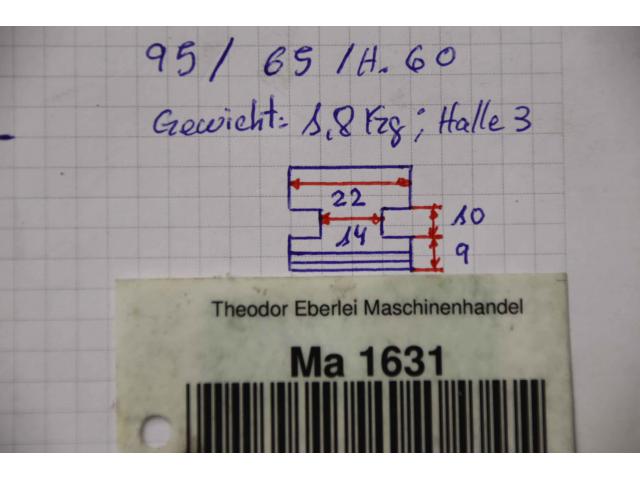 95/ 65 /H. 60
Gewicht: 1,8 Kg; Halle 3
22
14
10
9
Theodor Eberlei Maschinenhandel
Ma 1631